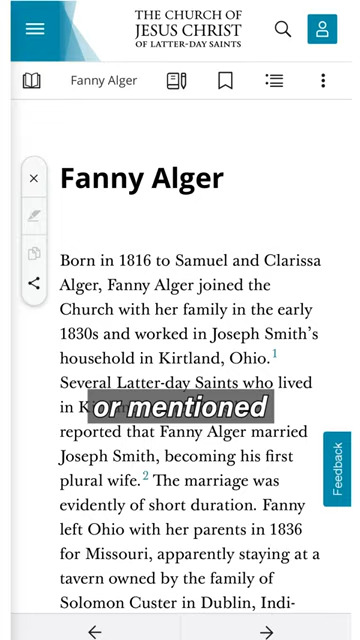 THE CHURCH OF
JESUS CHRIST
OF LATTER-DAY SAINTS
Fanny Alger
Fanny Alger
Born in 1816 to Samuel and Clarissa
Alger, Fanny Alger joined the
Church with her family in the early
1830s and worked in Joseph Smith's
household in Kirtland, Ohio.1
Several Latter-day Saints who lived
in K
or mentioned
reported that Fanny Alger married
Joseph Smith, becoming his first
plural wife.2 The marriage was
evidently of short duration. Fanny
left Ohio with her parents in 1836
for Missouri, apparently staying at a
tavern owned by the family of
Solomon Custer in Dublin, Indi-
Feedback